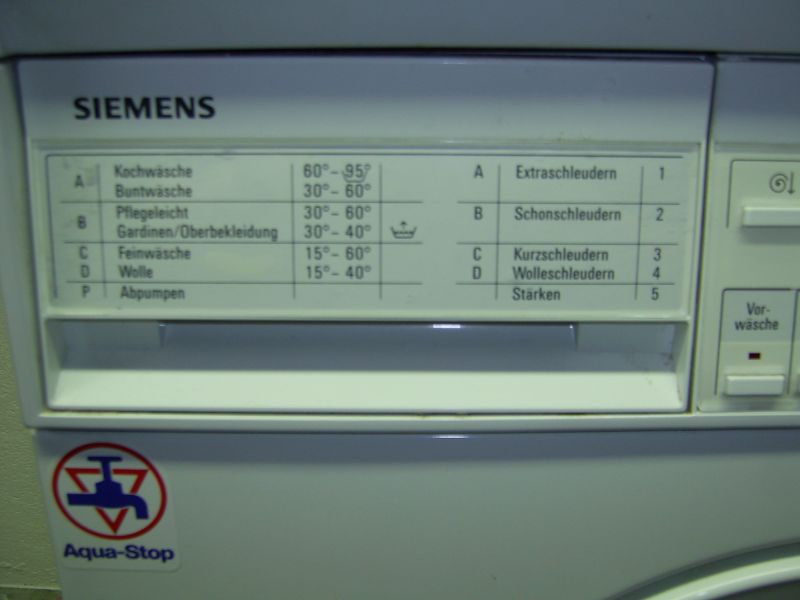 SIEMENS
A Kochwäsche 60°- 95°
Buntwäsche 30°- 60°
B Pflegeleicht 30°- 60°
Gardinen/Oberbekleidung 30°- 40°
C Feinwäsche 15°- 60°
D Wolle 15°- 40°
P Abpumpen
A Extraschleudern 1
B Schonschleudern 2
C Kurzschleudern 3
D Wolleschleudern 4
Stärken 5
Vor-
wäsche
Aqua-Stop